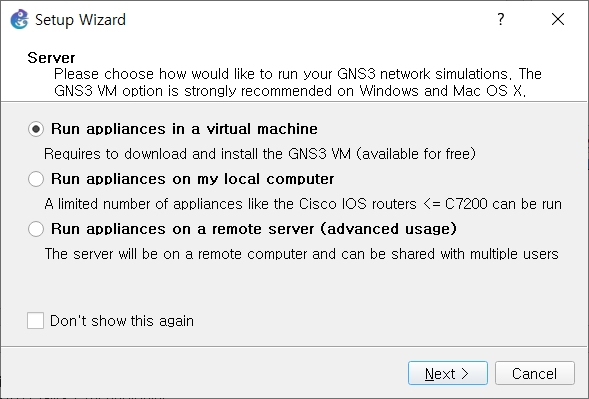 Setup Wizard
?
Server
Please choose how would like to run your GNS3 network simulations, The
GNS3 VM option is strongly recommended on Windows and Mac OS X,
Run appliances in a virtual machine
Requires to download and install the GNS3 VM (available for free)
Run appliances on my local computer
A limited number of appliances like the Cisco IOS routers <= C7200 can be run
Run appliances on a remote server (advanced usage)
The server will be on a remote computer and can be shared with multiple users
Don't show this again
Next >
Cancel